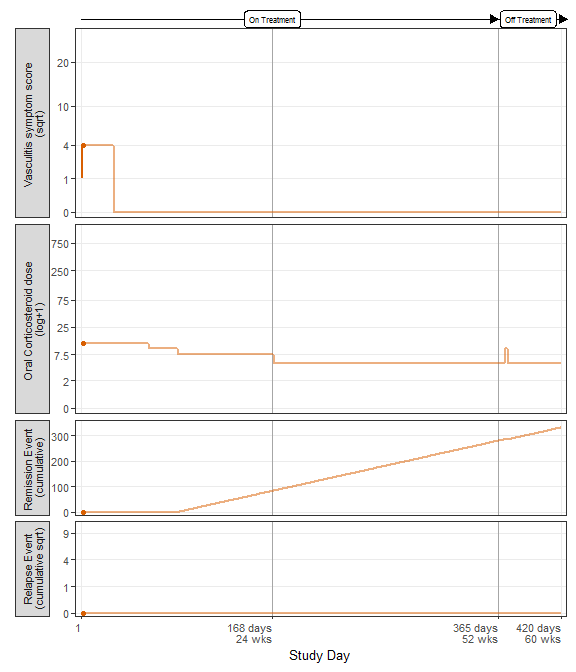 On Treatment
Off Treatment
Vasculitis symptom score
(sqrt)
20
10
4
1
0
Oral Corticosteroid dose
(log+1)
750
250
75
25
7.5
2
0
Remission Event
(cumulative)
300
200
100
0
Relapse Event
(cumulative sqrt)
9
4
1
0
1
168 days
24 wks
365 days
52 wks
420 days
60 wks
Study Day